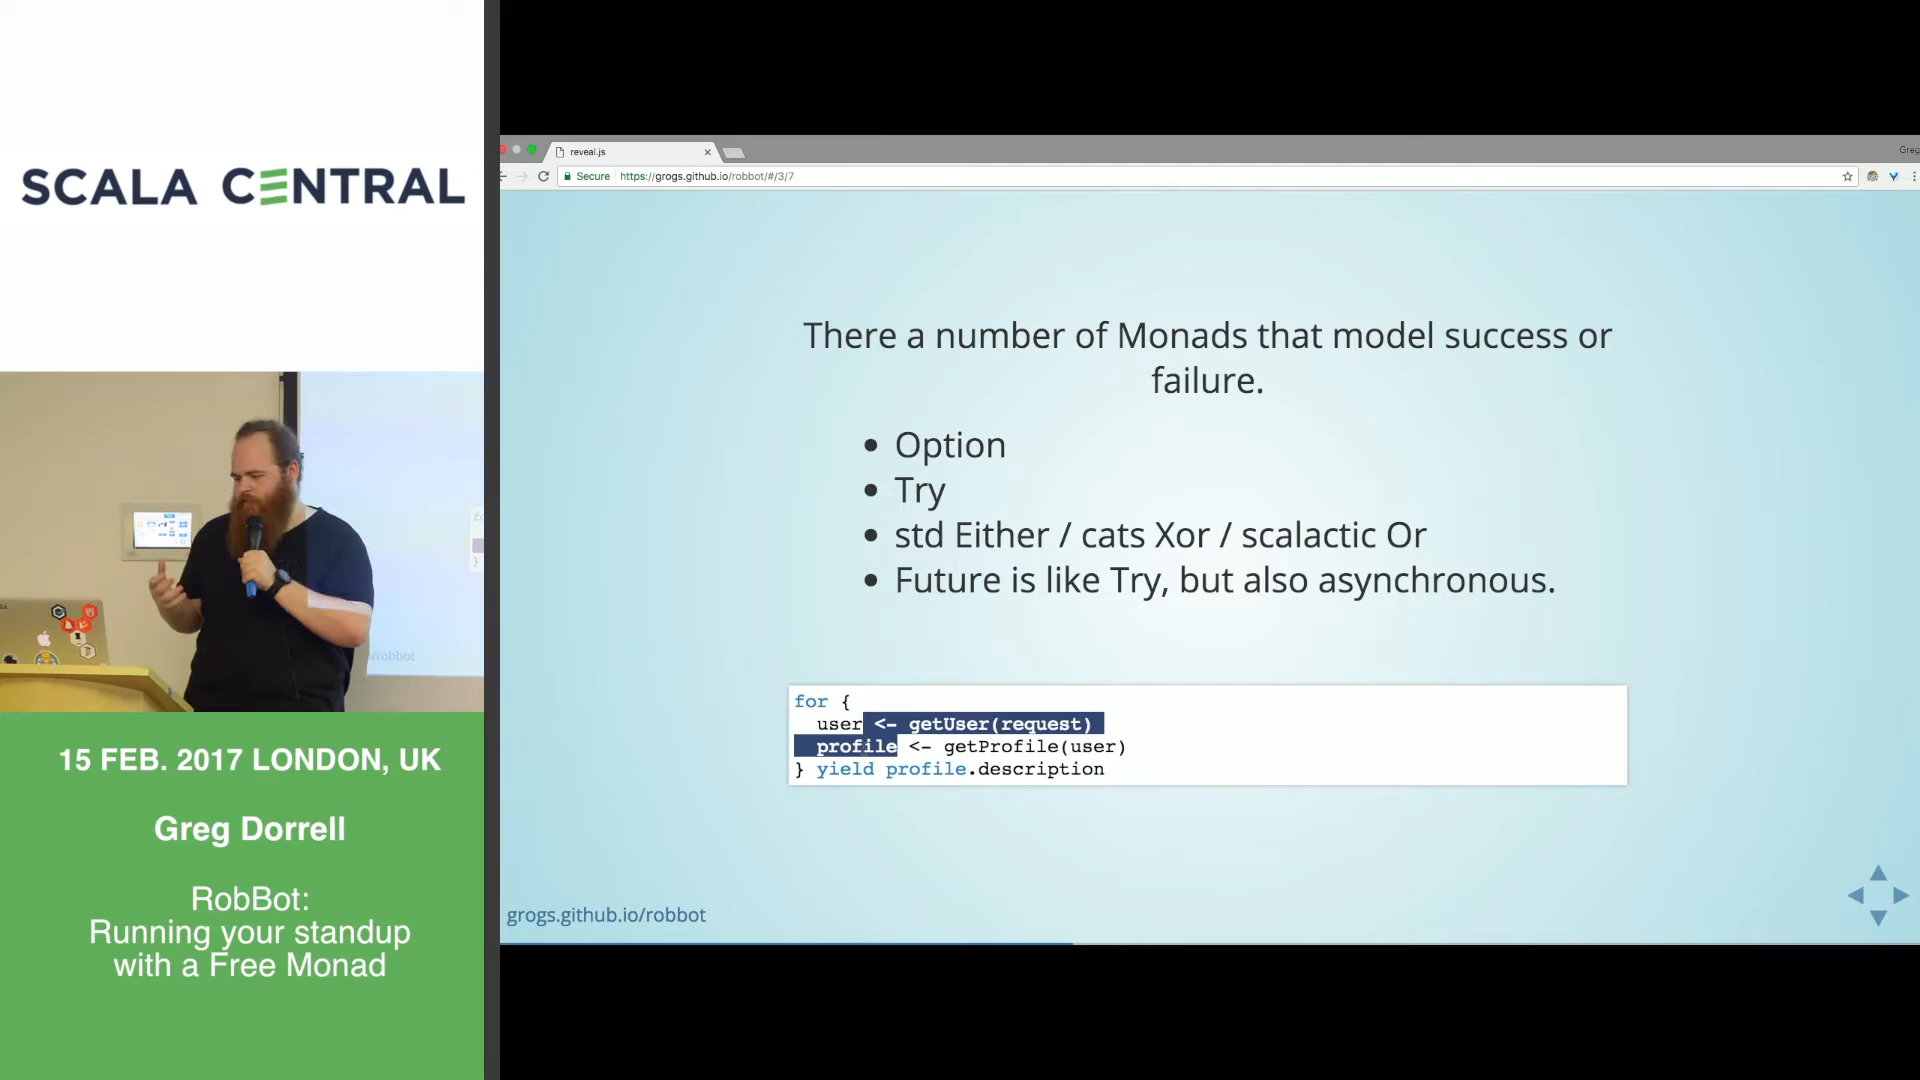 SCALA CENTRAL
15 FEB. 2017 LONDON, UK
Greg Dorrell
RobBot:
Running your standup
with a Free Monad
reveal.js
Greg
Secure https://grogs.github.io/robbot/#/3/7
There a number of Monads that model success or
failure.
• Option
• Try
• std Either / cats Xor / scalactic Or
• Future is like Try, but also asynchronous.
for {
user <- getUser(request)
profile <- getProfile(user)
} yield profile.description
grogs.github.io/robbot